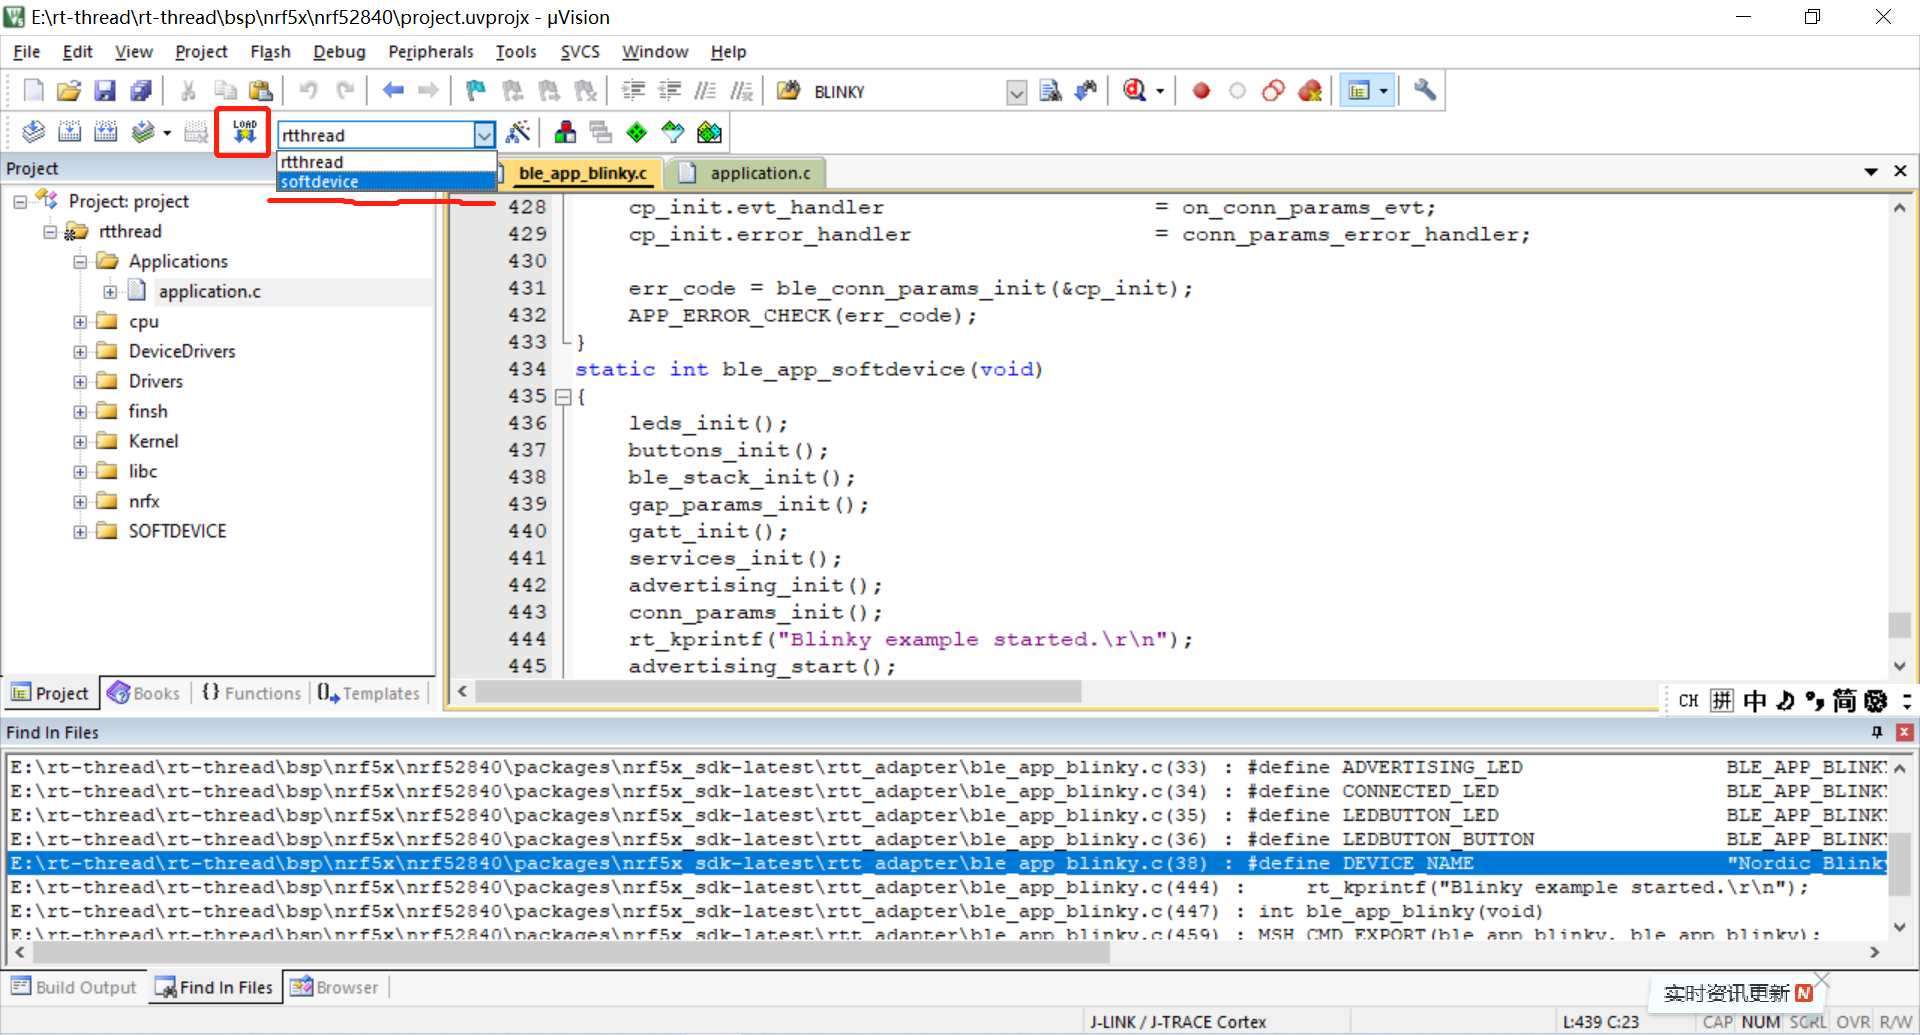 E:\rt-thread\rt-thread\bsp\nrf5x\nrf52840\project.uvprojx - µVision
File Edit View Project Flash Debug Peripherals Tools SVCS Window Help
BLINKY
LOAD rtthread
rtthread
softdevice
Project
ble_app_blinky.c application.c
Project: project
rtthread
Applications
application.c
cpu
DeviceDrivers
Drivers
finsh
Kernel
libc
nrfx
SOFTDEVICE
428 cp_init.evt_handler = on_conn_params_evt;
429 cp_init.error_handler = conn_params_error_handler;
430
431 err_code = ble_conn_params_init(&cp_init);
432 APP_ERROR_CHECK(err_code);
433 }
434 static int ble_app_softdevice(void)
435 {
436 leds_init();
437 buttons_init();
438 ble_stack_init();
439 gap_params_init();
440 gatt_init();
441 services_init();
442 advertising_init();
443 conn_params_init();
444 rt_kprintf("Blinky example started.\r\n");
445 advertising_start();
Project Books {} Functions Templates
CH 拼 中 简
Find In Files
E:\rt-thread\rt-thread\bsp\nrf5x\nrf52840\packages\nrf5x_sdk-latest\rtt_adapter\ble_app_blinky.c(33) : #define ADVERTISING_LED BLE_APP_BLINKY
E:\rt-thread\rt-thread\bsp\nrf5x\nrf52840\packages\nrf5x_sdk-latest\rtt_adapter\ble_app_blinky.c(34) : #define CONNECTED_LED BLE_APP_BLINKY
E:\rt-thread\rt-thread\bsp\nrf5x\nrf52840\packages\nrf5x_sdk-latest\rtt_adapter\ble_app_blinky.c(35) : #define LEDBUTTON_LED BLE_APP_BLINKY
E:\rt-thread\rt-thread\bsp\nrf5x\nrf52840\packages\nrf5x_sdk-latest\rtt_adapter\ble_app_blinky.c(36) : #define LEDBUTTON_BUTTON BLE_APP_BLINKY
E:\rt-thread\rt-thread\bsp\nrf5x\nrf52840\packages\nrf5x_sdk-latest\rtt_adapter\ble_app_blinky.c(38) : #define DEVICE_NAME "Nordic_Blinky
E:\rt-thread\rt-thread\bsp\nrf5x\nrf52840\packages\nrf5x_sdk-latest\rtt_adapter\ble_app_blinky.c(444) : rt_kprintf("Blinky example started.\r\n");
E:\rt-thread\rt-thread\bsp\nrf5x\nrf52840\packages\nrf5x_sdk-latest\rtt_adapter\ble_app_blinky.c(447) : int ble_app_blinky(void)
E:\rt-thread\rt-thread\bsp\nrf5x\nrf52840\packages\nrf5x_sdk-latest\rtt_adapter\ble_app_blinky.c(459) : MSH_CMD_EXPORT(ble_app_blinky, ble_app_blinky);
Build Output Find In Files Browser
实时资讯更新 N
J-LINK / J-TRACE Cortex L:439 C:23 CAP NUM SCRL OVR R/W